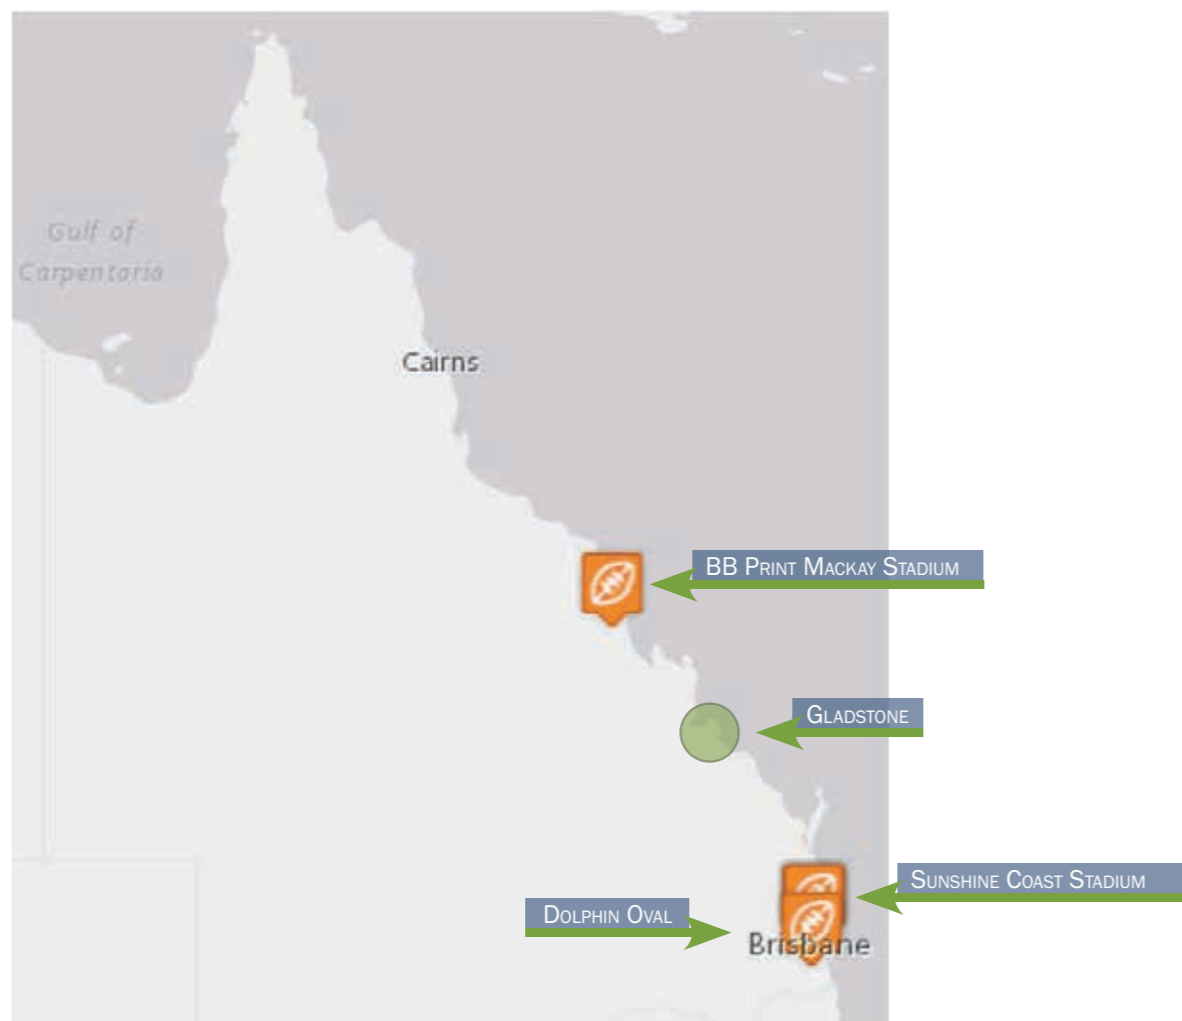 Gulf of
Carpentaria
Cairns
BB Print Mackay Stadium
Gladstone
Sunshine Coast Stadium
Dolphin Oval
Brisbane